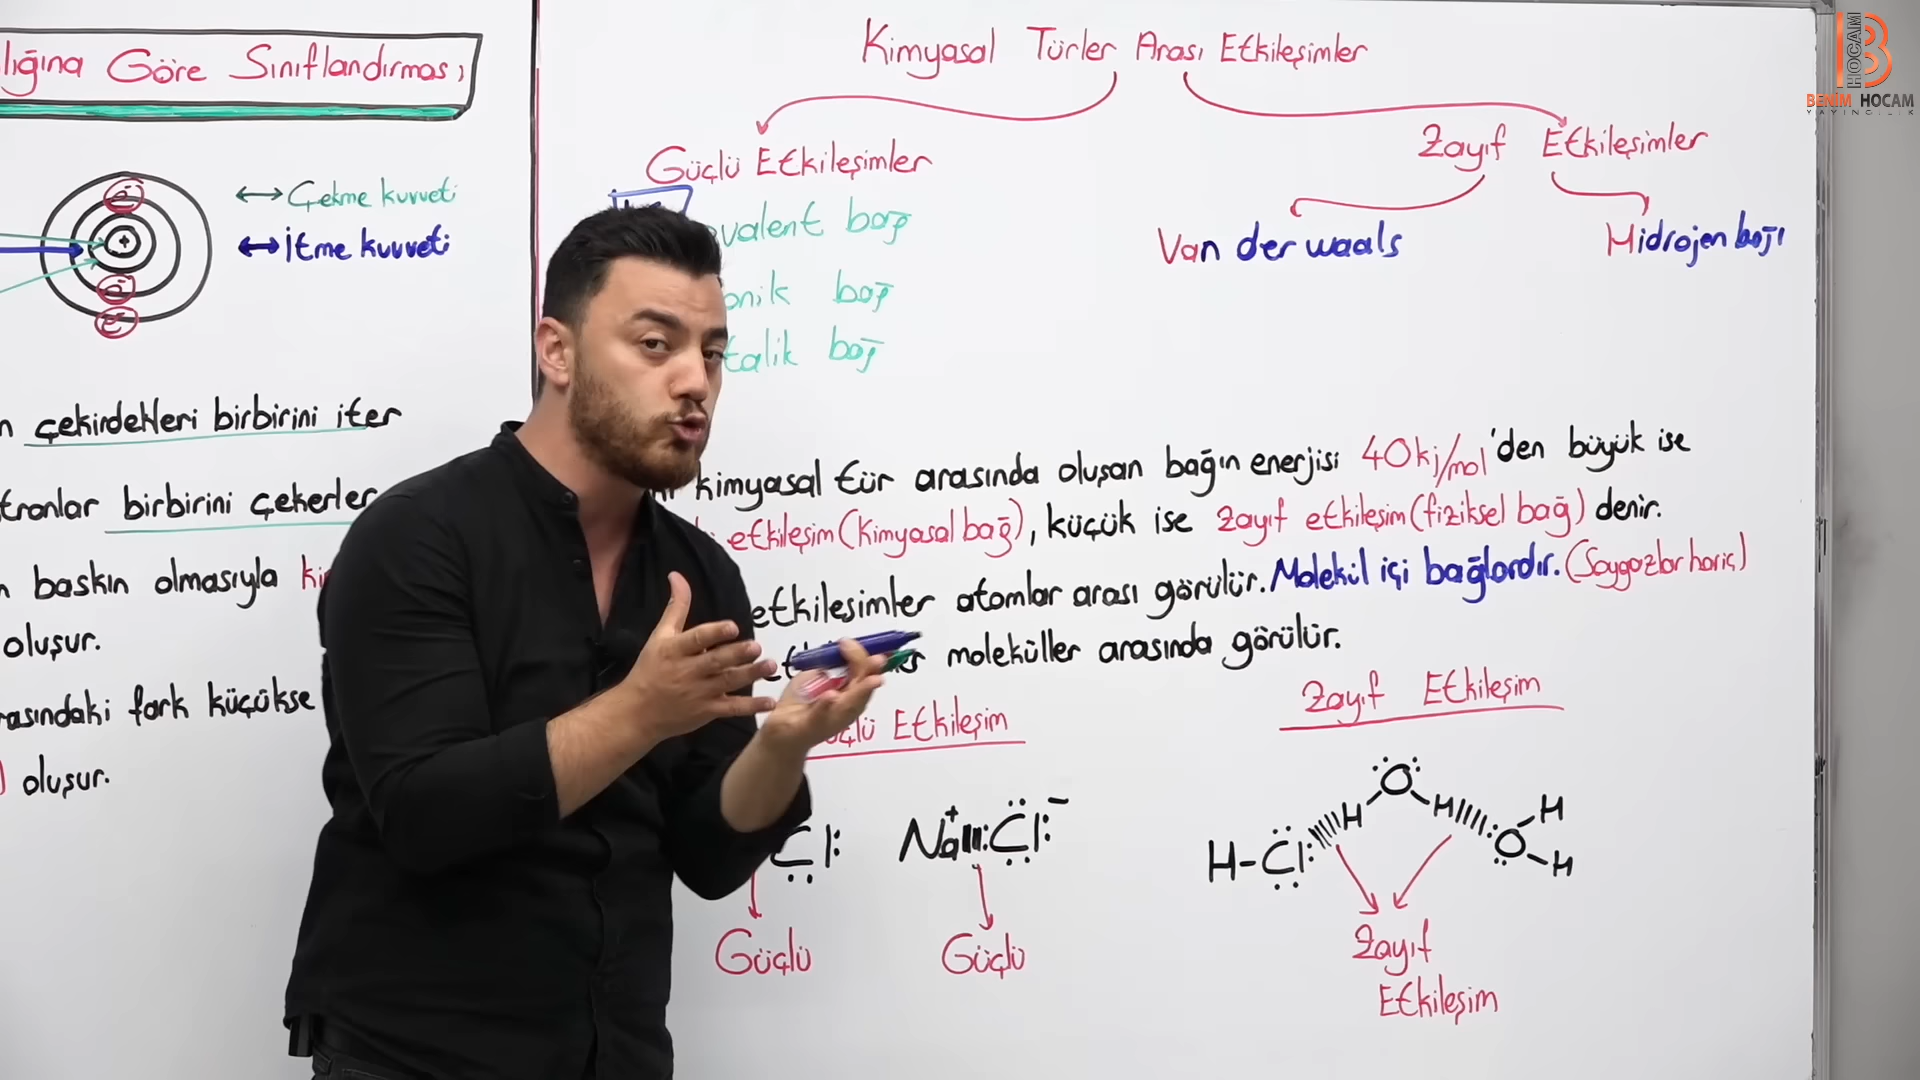 lığına Göre Sınıflandırması
Çekme kuvveti
İtme kuvveti
e⁻
+
e⁻
e⁻
çekirdekleri birbirini iter
birbirini çekerler
baskın olmasıyla
oluşur.
rasındaki fark küçükse
oluşur.
Kimyasal Türler Arası Etkileşimler
Güçlü Etkileşimler
Zayıf Etkileşimler
valent bağ
onik bağ
talik bağ
Van der waals
Hidrojen bağı
kimyasal tür arasında oluşan bağın enerjisi 40kj/mol'den büyük ise
etkileşim (Kimyasal bağ), küçük ise zayıf etkileşim (fiziksel bağ) denir.
etkileşimler atomlar arası görülür. Molekül içi bağlardır. (Soygazlar hariç)
moleküller arasında görülür.
Etkileşim
Zayıf Etkileşim
Cl
Na⁺ Cl⁻
Güçlü
Güçlü
H-Cl H O H O H H
Zayıf
Etkileşim
B HOCAM
BENİM HOCAM
YAYINCILIK